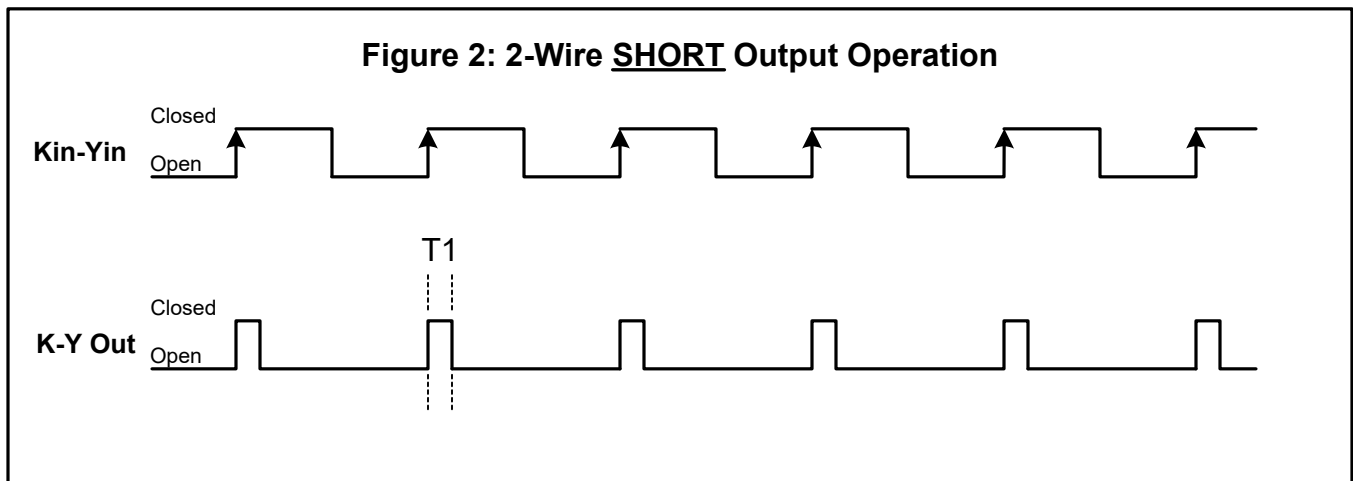 Figure 2: 2-Wire SHORT Output Operation
Closed
Kin-Yin
Open
T1
Closed
K-Y Out
Open